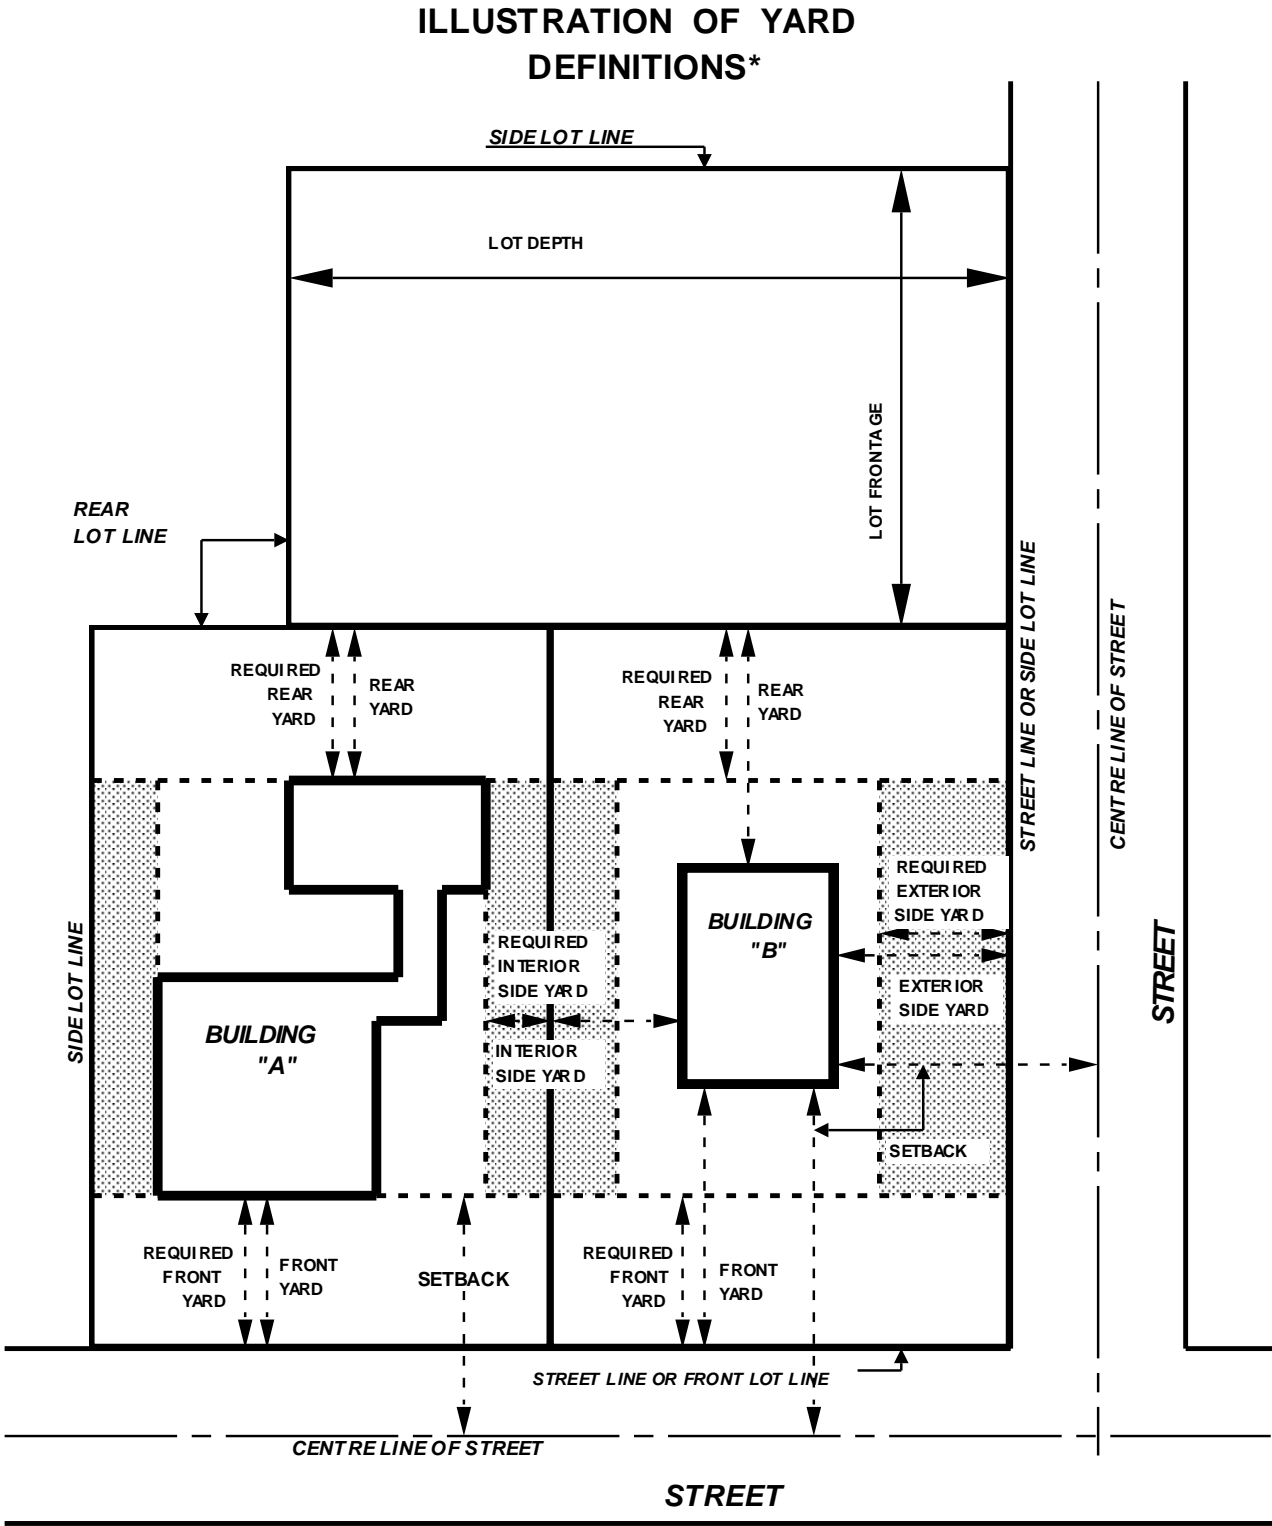 ILLUSTRATION OF YARD
DEFINITIONS*
SIDE LOT LINE
LOT DEPTH
LOT FRONTAGE
REAR
LOT LINE
STREET LINE OR SIDE LOT LINE
CENTRE LINE OF STREET
STREET
REQUIRED
REAR
YARD
REAR
YARD
REQUIRED
REAR
YARD
REAR
YARD
SIDE LOT LINE
BUILDING
"A"
REQUIRED
INTERIOR
SIDE YARD
INTERIOR
SIDE YARD
BUILDING
"B"
REQUIRED
EXTERIOR
SIDE YARD
EXTERIOR
SIDE YARD
SETBACK
REQUIRED
FRONT
YARD
FRONT
YARD
SETBACK
REQUIRED
FRONT
YARD
FRONT
YARD
STREET LINE OR FRONT LOT LINE
CENTRE LINE OF STREET
STREET